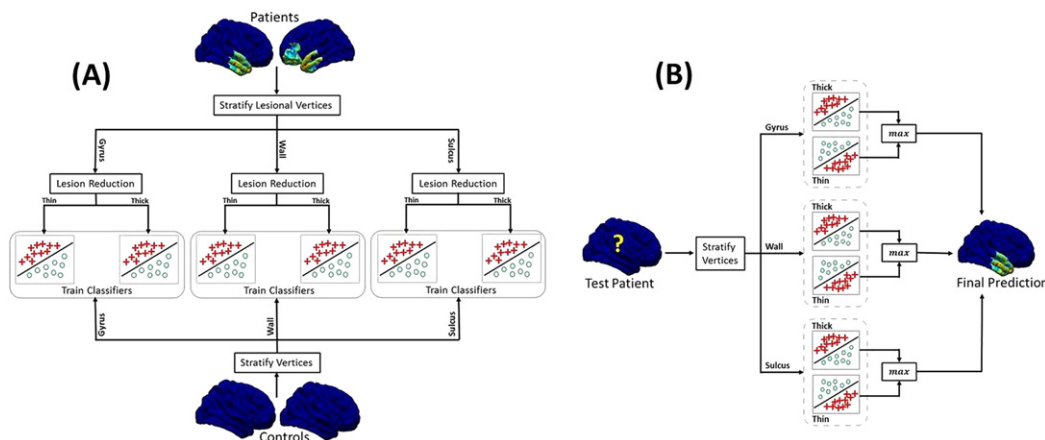 Patients
(A)
Stratify Lesional Vertices
Gyrus
Wall
Sulcus
Lesion Reduction
Lesion Reduction
Lesion Reduction
Thin
Thick
Thin
Thick
Thin
Thick
Train Classifiers
Train Classifiers
Train Classifiers
Gyrus
Wall
Sulcus
Stratify Vertices
Controls
(B)
Thick
Gyrus
max
Thin
Thick
?
Stratify
Vertices
Wall
max
Test Patient
Final Prediction
Thin
Thick
Sulcus
max
Thin